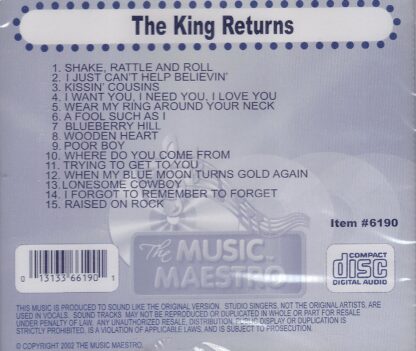 The King Returns
1. SHAKE, RATTLE AND ROLL
2. I JUST CAN'T HELP BELIEVIN'
3. KISSIN' COUSINS
4. I WANT YOU, I NEED YOU, I LOVE YOU
5. WEAR MY RING AROUND YOUR NECK
6. A FOOL SUCH AS I
7 BLUEBERRY HILL
8. WOODEN HEART
9. POOR BOY
10. WHERE DO YOU COME FROM
11. TRYING TO GET TO YOU
12. WHEN MY BLUE MOON TURNS GOLD AGAIN
13. LONESOME COWBOY
14. I FORGOT TO REMEMBER TO FORGET
15. RAISED ON ROCK
Item #6190
The MUSIC
MAESTRO
COMPACT
disc
DIGITAL AUDIO
0 13133 66190 1
THIS MUSIC IS PRODUCED TO SOUND LIKE THE ORIGINAL VERSION. STUDIO SINGERS, NOT THE ORIGINAL ARTISTS, ARE
USED IN VOCALS. SOUND TRACKS MAY NOT BE REPRODUCED OR DUPLICATED IN WHOLE OR PART FOR RESALE
UNDER PENALTY OF LAW. ANY UNAUTHORIZED RESALE, DISTRIBUTION, PUBLIC DISPLAY OR DUPLICATION IS
STRICTLY PROHIBITED, IS A VIOLATION OF APPLICABLE LAWS, AND IS SUBJECT TO PROSECUTION.
© COPYRIGHT 2002 THE MUSIC MAESTRO.